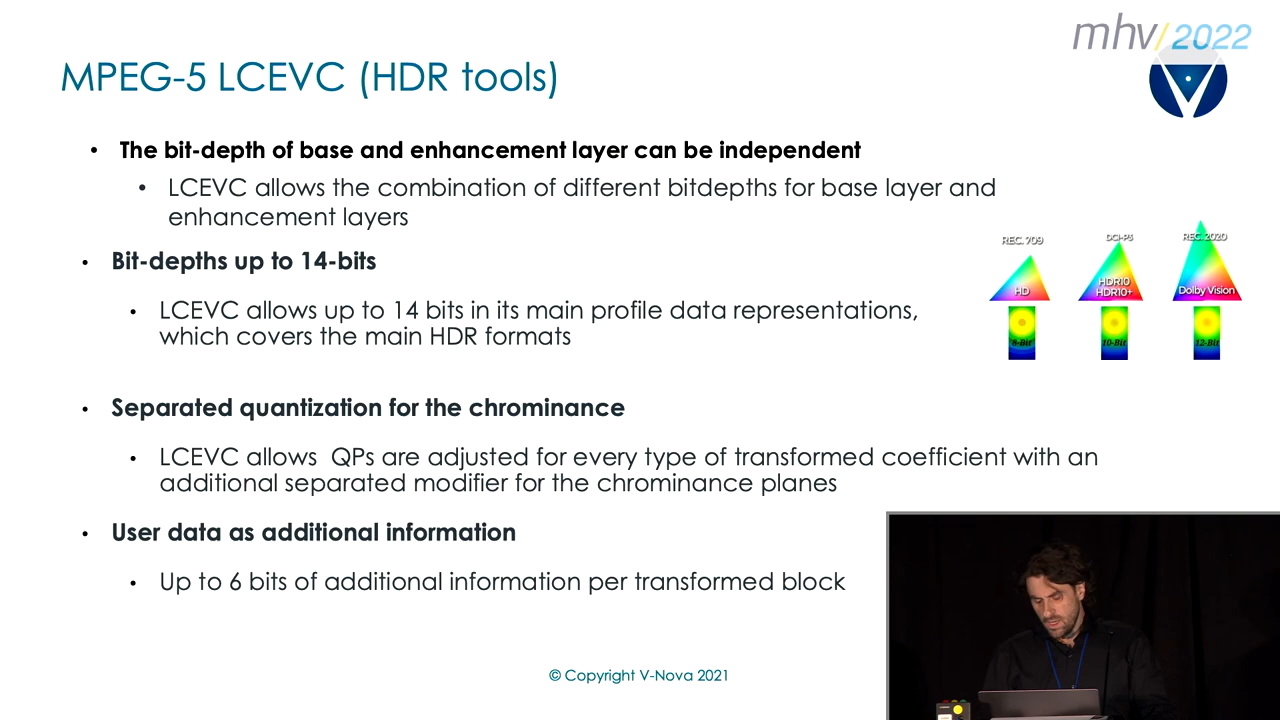 mhv/2022
MPEG-5 LCEVC (HDR tools)
• The bit-depth of base and enhancement layer can be independent
• LCEVC allows the combination of different bitdepths for base layer and
enhancement layers
• Bit-depths up to 14-bits
• LCEVC allows up to 14 bits in its main profile data representations,
which covers the main HDR formats
REC. 709
DCI-P3
REC. 2020
HD
HDR10
HDR10+
Dolby Vision
8-Bit
10-Bit
12-Bit
• Separated quantization for the chrominance
• LCEVC allows  QPs are adjusted for every type of transformed coefficient with an
additional separated modifier for the chrominance planes
• User data as additional information
• Up to 6 bits of additional information per transformed block
© Copyright V-Nova 2021